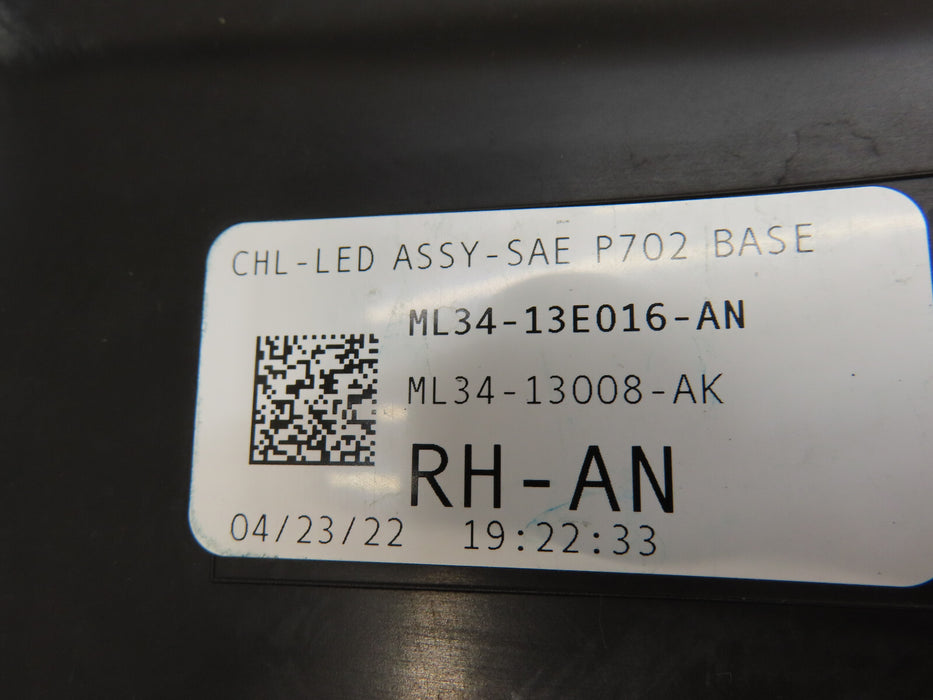 CHL-LED ASSY-SAE P702 BASE
ML34-13E016-AN
ML34-13008-AK
RH-AN
04/23/22 19:22:33